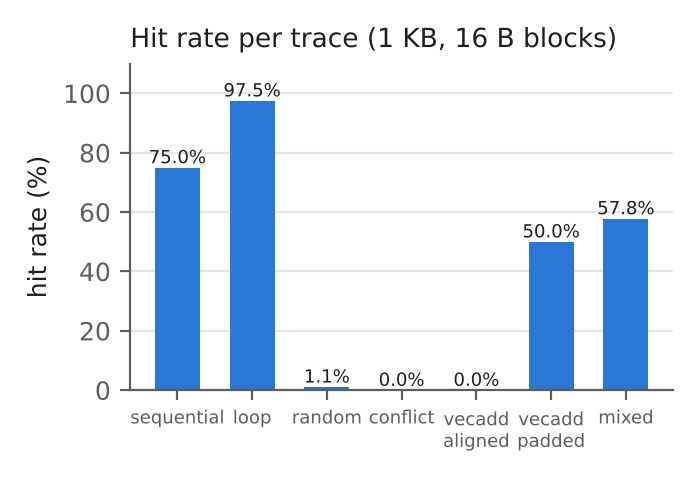 Hit rate per trace (1 KB, 16 B blocks)
hit rate (%)
100
80
60
40
20
0
75.0%
97.5%
1.1%
0.0%
0.0%
50.0%
57.8%
sequential
loop
random
conflict
vecadd
aligned
vecadd
padded
mixed